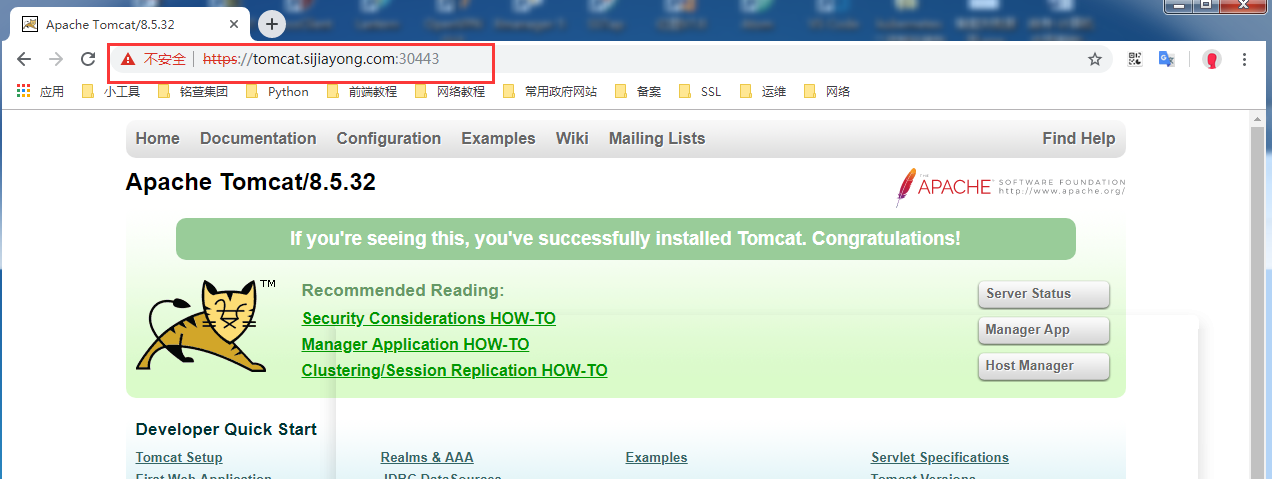 Apache Tomcat/8.5.32
不安全 https://tomcat.sijiayong.com:30443
应用 小工具 铭萱集团 Python 前端教程 网络教程 常用政府网站 备案 SSL 运维 网络
Home Documentation Configuration Examples Wiki Mailing Lists Find Help
Apache Tomcat/8.5.32
THE APACHE SOFTWARE FOUNDATION
http://www.apache.org/
If you're seeing this, you've successfully installed Tomcat. Congratulations!
TM
Recommended Reading:
Security Considerations HOW-TO
Manager Application HOW-TO
Clustering/Session Replication HOW-TO
Server Status
Manager App
Host Manager
Developer Quick Start
Tomcat Setup Realms & AAA Examples Servlet Specifications
First Web Application JDBC DataSources Tomcat Versions